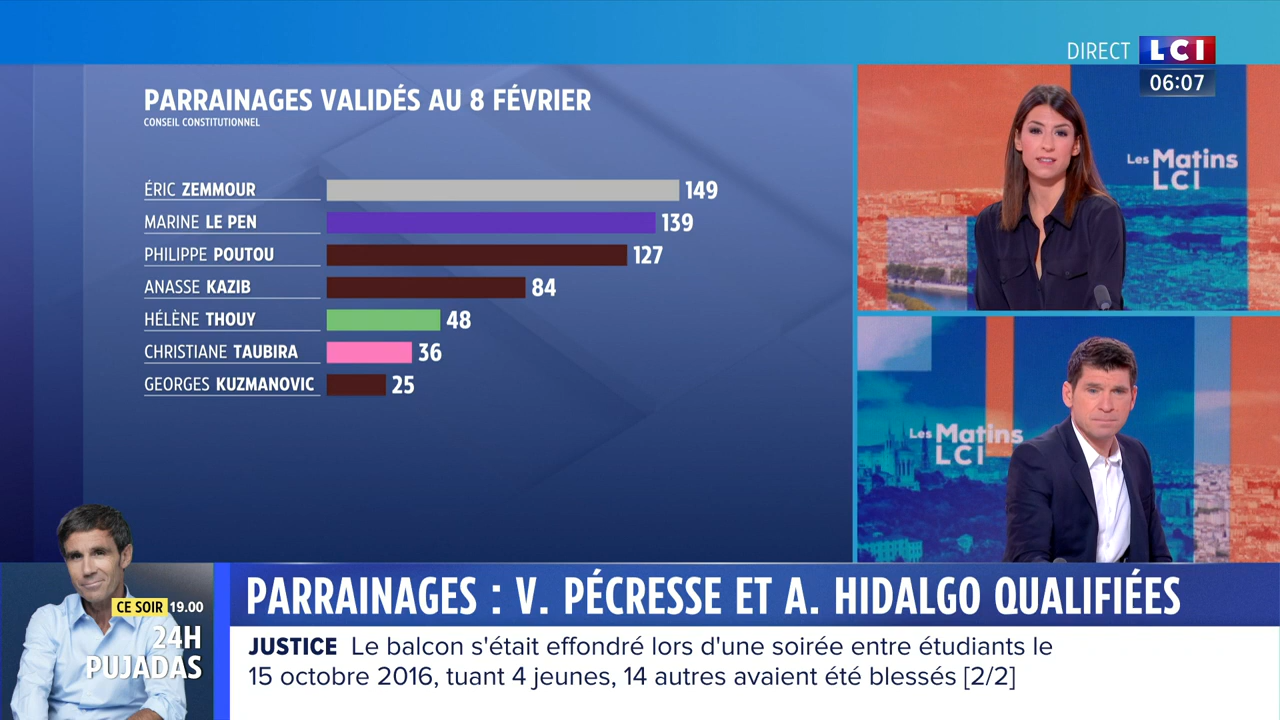 DIRECT LCI
06:07
PARRAINAGES VALIDÉS AU 8 FÉVRIER
CONSEIL CONSTITUTIONNEL
ÉRIC ZEMMOUR 149
MARINE LE PEN 139
PHILIPPE POUTOU 127
ANASSE KAZIB 84
HÉLÈNE THOUY 48
CHRISTIANE TAUBIRA 36
GEORGES KUZMANOVIC 25
Les Matins
LCI
Les Matins
LCI
CE SOIR 19.00
24H
PUJADAS
PARRAINAGES : V. PÉCRESSE ET A. HIDALGO QUALIFIÉES
JUSTICE Le balcon s'était effondré lors d'une soirée entre étudiants le
15 octobre 2016, tuant 4 jeunes, 14 autres avaient été blessés [2/2]